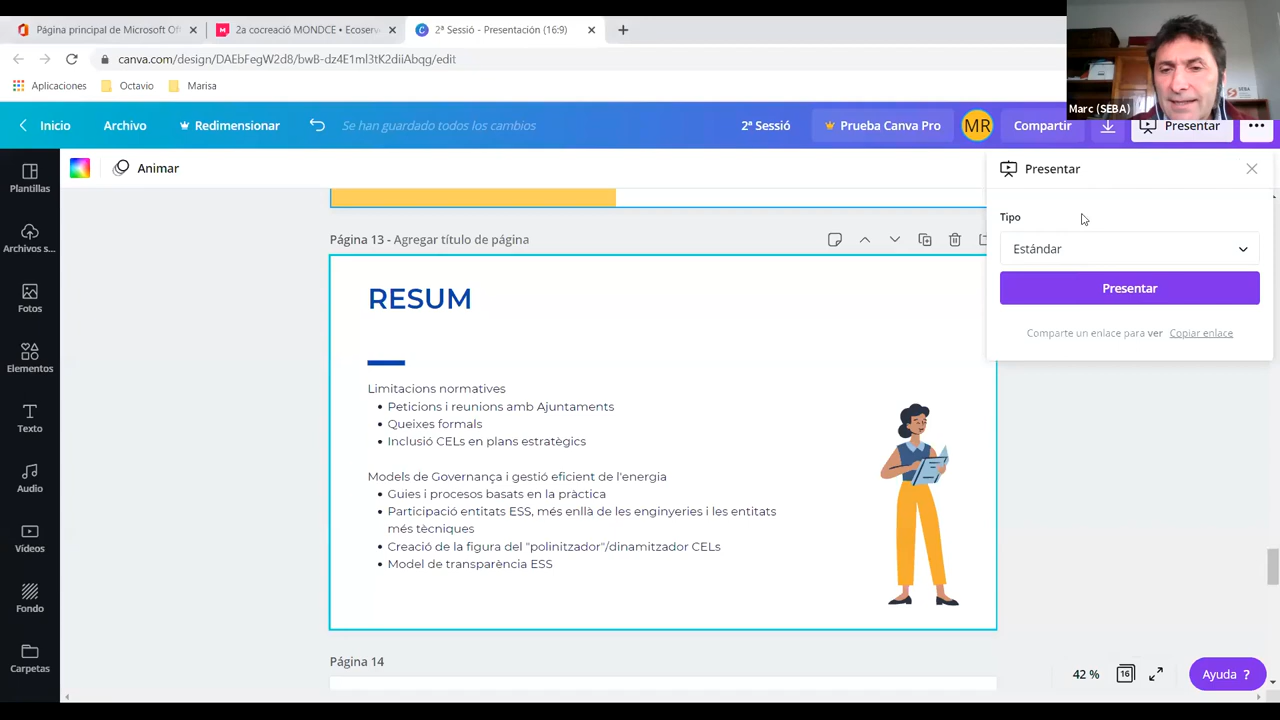 Página principal de Microsoft Off
2a cocreació MONDCE • Ecoserv
2ª Sessió - Presentación (16:9)
canva.com/design/DAEbFegW2d8/bwB-dz4E1mI3tK2diiAbqg/edit
Aplicaciones
Octavio
Marisa
Marc (SEBA)
SEBA
Inicio
Archivo
Redimensionar
Se han guardado todos los cambios
2ª Sessió
Prueba Canva Pro
MR
Compartir
Presentar
Animar
Plantillas
Archivos s...
Fotos
Elementos
Texto
Audio
Vídeos
Fondo
Carpetas
Presentar
Tipo
Estándar
Presentar
Comparte un enlace para ver Copiar enlace
Página 13 - Agregar título de página
RESUM
Limitacions normatives
• Peticions i reunions amb Ajuntaments
• Queixes formals
• Inclusió CELs en plans estratègics
Models de Governança i gestió eficient de l'energia
• Guies i procesos basats en la pràctica
• Participació entitats ESS, més enllà de les enginyeries i les entitats
més tècniques
• Creació de la figura del "polinitzador"/dinamitzador CELs
• Model de transparència ESS
Página 14
42 %
16
Ayuda ?